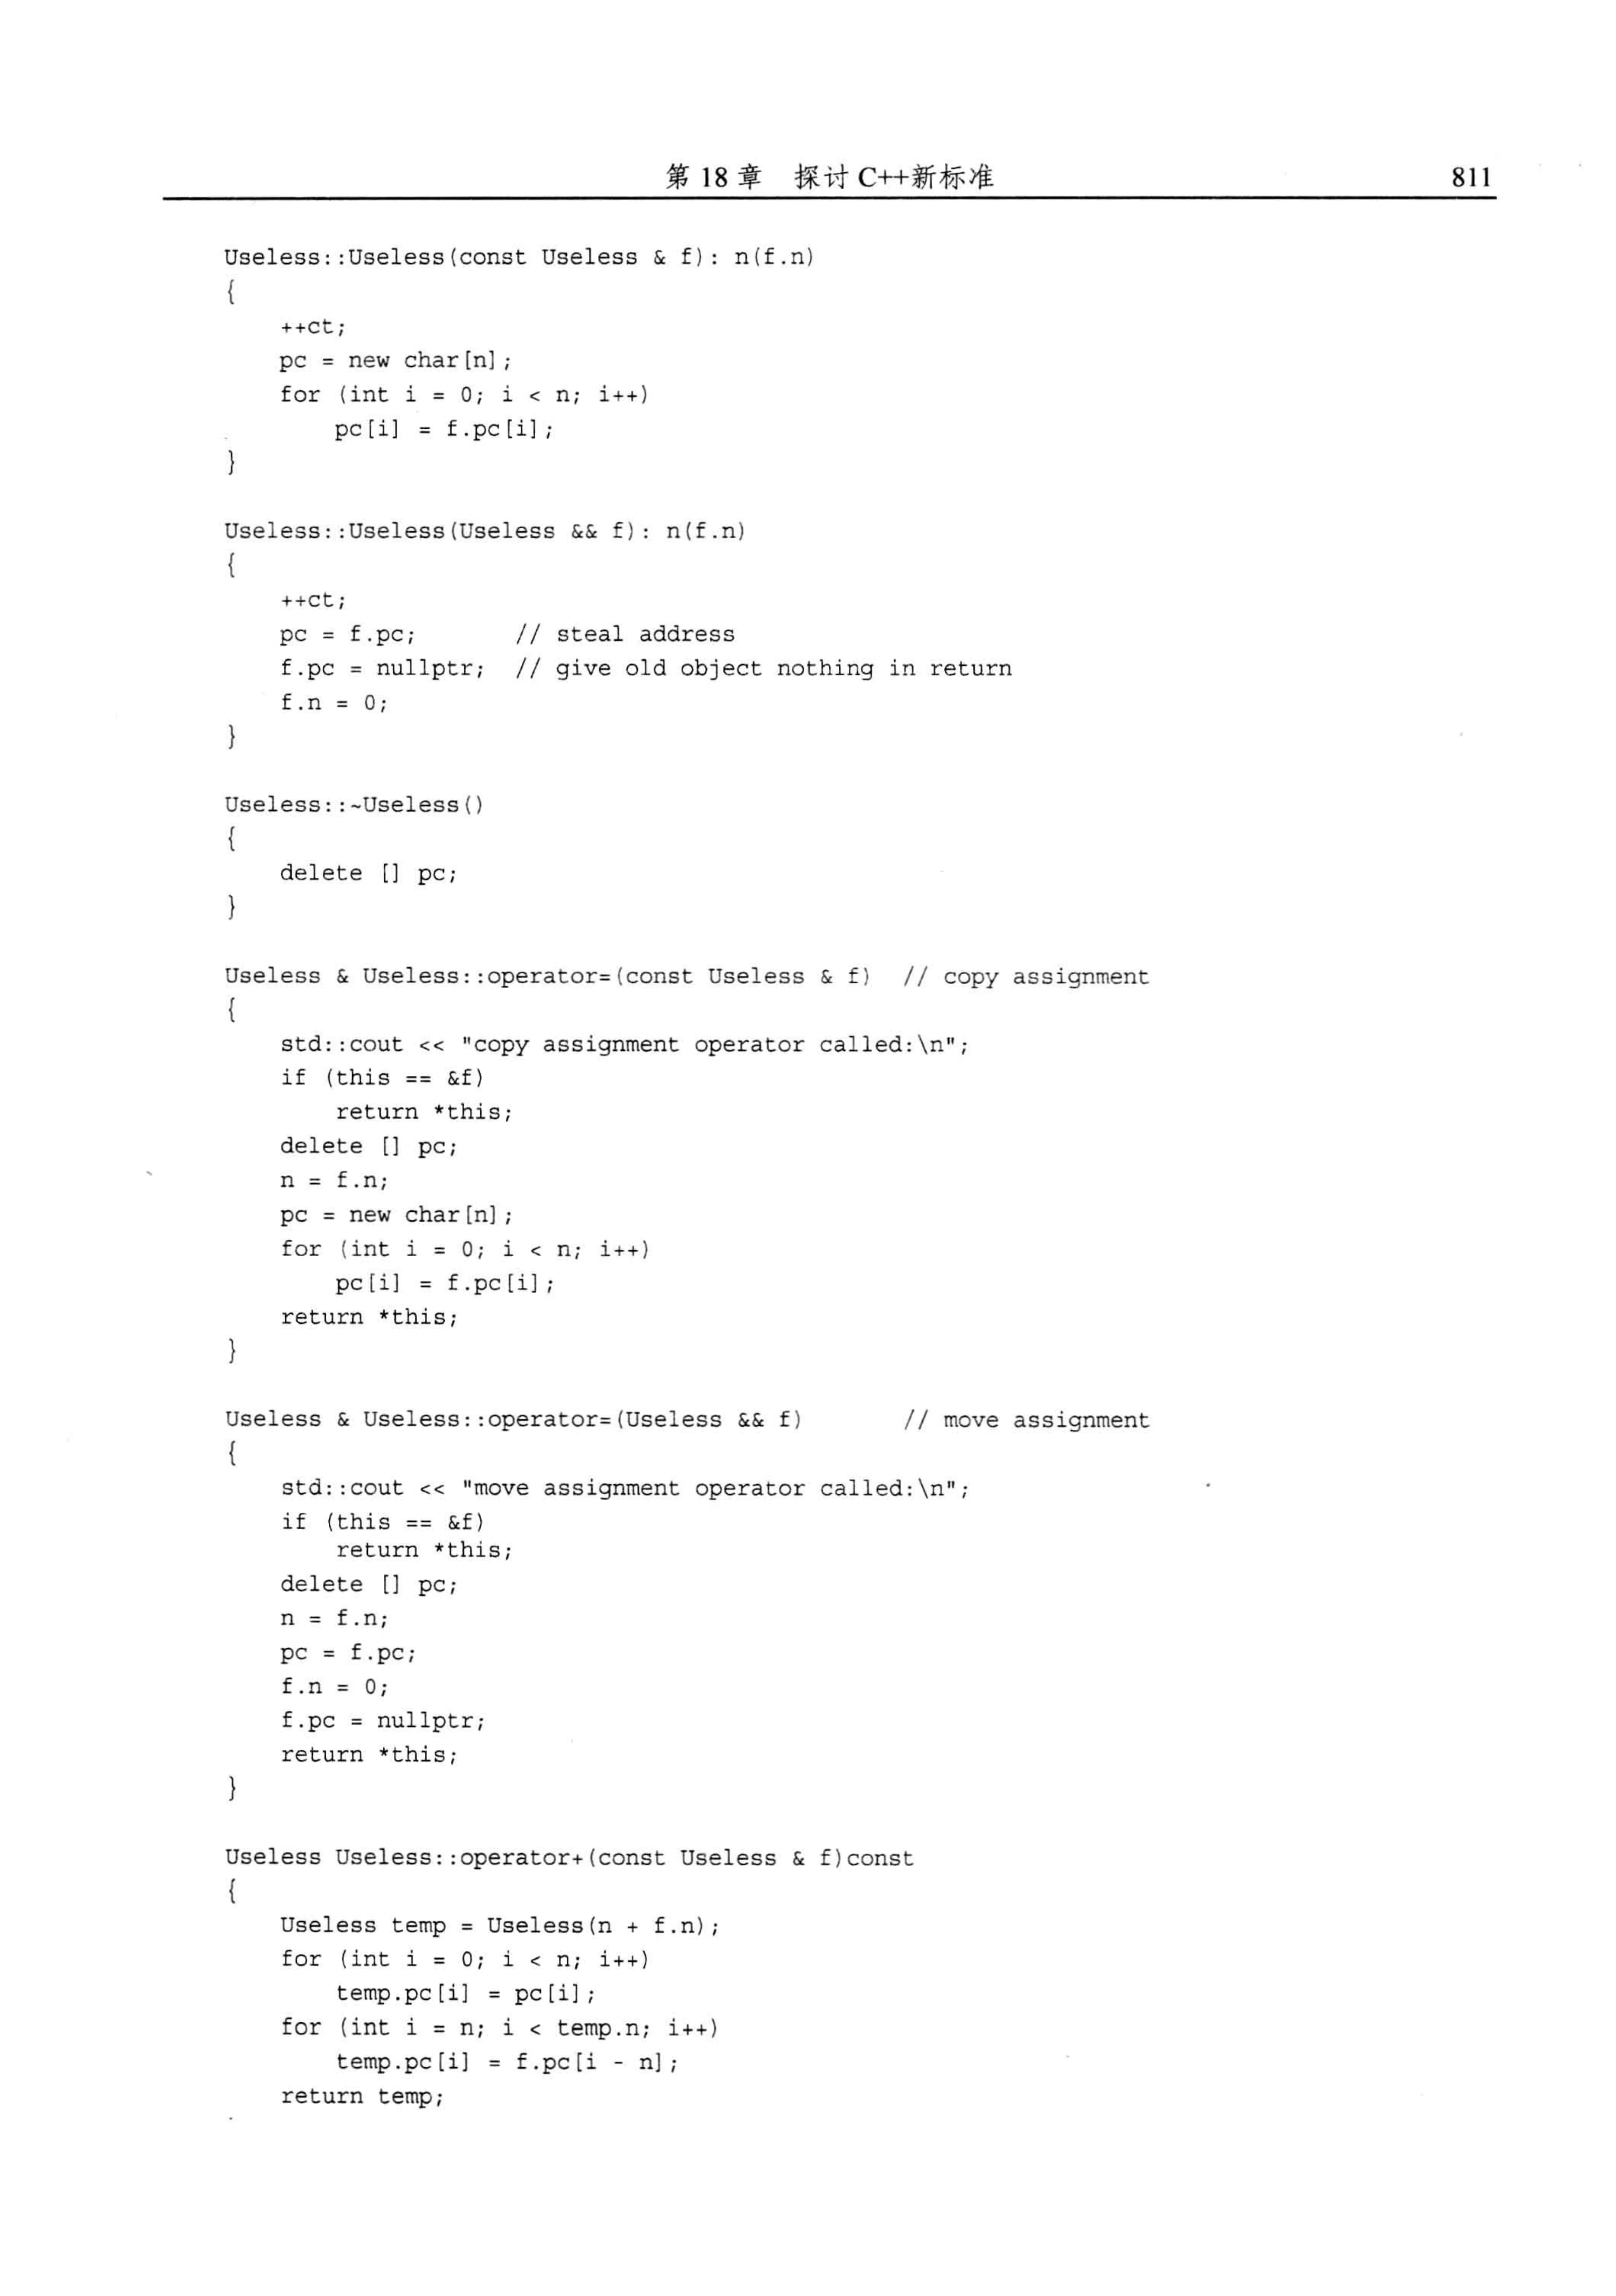 第 18 章 探讨 C++新标准 811
Useless::Useless(const Useless & f): n(f.n)
{
    ++ct;
    pc = new char[n];
    for (int i = 0; i < n; i++)
        pc[i] = f.pc[i];
}
Useless::Useless(Useless && f): n(f.n)
{
    ++ct;
    pc = f.pc;       // steal address
    f.pc = nullptr;  // give old object nothing in return
    f.n = 0;
}
Useless::~Useless()
{
    delete [] pc;
}
Useless & Useless::operator=(const Useless & f)  // copy assignment
{
    std::cout << "copy assignment operator called:\n";
    if (this == &f)
        return *this;
    delete [] pc;
    n = f.n;
    pc = new char[n];
    for (int i = 0; i < n; i++)
        pc[i] = f.pc[i];
    return *this;
}
Useless & Useless::operator=(Useless && f)       // move assignment
{
    std::cout << "move assignment operator called:\n";
    if (this == &f)
        return *this;
    delete [] pc;
    n = f.n;
    pc = f.pc;
    f.n = 0;
    f.pc = nullptr;
    return *this;
}
Useless Useless::operator+(const Useless & f)const
{
    Useless temp = Useless(n + f.n);
    for (int i = 0; i < n; i++)
        temp.pc[i] = pc[i];
    for (int i = n; i < temp.n; i++)
        temp.pc[i] = f.pc[i - n];
    return temp;